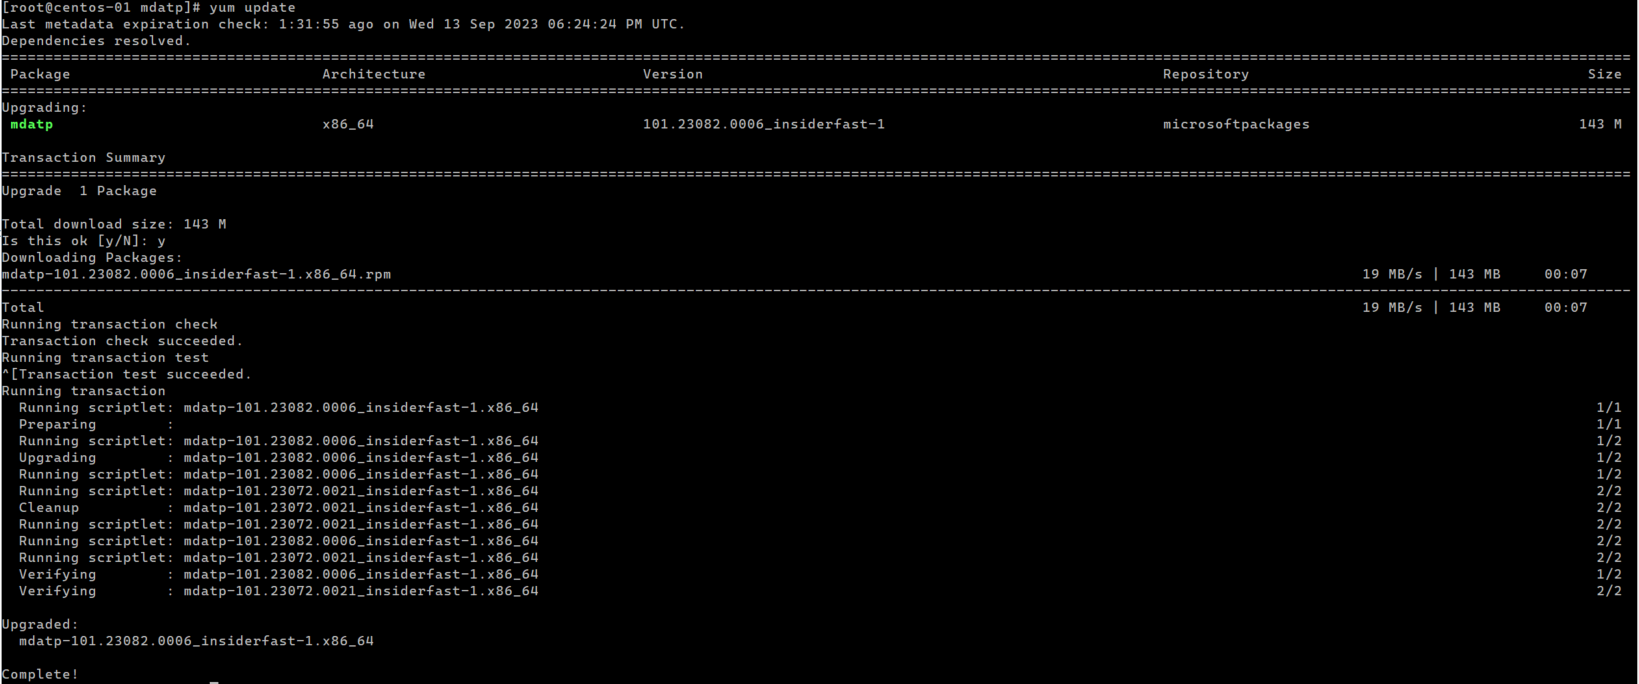 [root@centos-01 mdatp]# yum update
Last metadata expiration check: 1:31:55 ago on Wed 13 Sep 2023 06:24:24 PM UTC.
Dependencies resolved.
================================================================================
Package Architecture Version Repository Size
================================================================================
Upgrading:
mdatp x86_64 101.23082.0006_insiderfast-1 microsoftpackages 143 M
Transaction Summary
================================================================================
Upgrade  1 Package
Total download size: 143 M
Is this ok [y/N]: y
Downloading Packages:
mdatp-101.23082.0006_insiderfast-1.x86_64.rpm 19 MB/s | 143 MB 00:07
--------------------------------------------------------------------------------
Total 19 MB/s | 143 MB 00:07
Running transaction check
Transaction check succeeded.
Running transaction test
^[Transaction test succeeded.
Running transaction
Running scriptlet: mdatp-101.23082.0006_insiderfast-1.x86_64 1/1
Preparing : 1/1
Running scriptlet: mdatp-101.23082.0006_insiderfast-1.x86_64 1/2
Upgrading : mdatp-101.23082.0006_insiderfast-1.x86_64 1/2
Running scriptlet: mdatp-101.23082.0006_insiderfast-1.x86_64 1/2
Running scriptlet: mdatp-101.23072.0021_insiderfast-1.x86_64 2/2
Cleanup : mdatp-101.23072.0021_insiderfast-1.x86_64 2/2
Running scriptlet: mdatp-101.23072.0021_insiderfast-1.x86_64 2/2
Running scriptlet: mdatp-101.23082.0006_insiderfast-1.x86_64 2/2
Running scriptlet: mdatp-101.23072.0021_insiderfast-1.x86_64 2/2
Verifying : mdatp-101.23082.0006_insiderfast-1.x86_64 1/2
Verifying : mdatp-101.23072.0021_insiderfast-1.x86_64 2/2
Upgraded:
mdatp-101.23082.0006_insiderfast-1.x86_64
Complete!